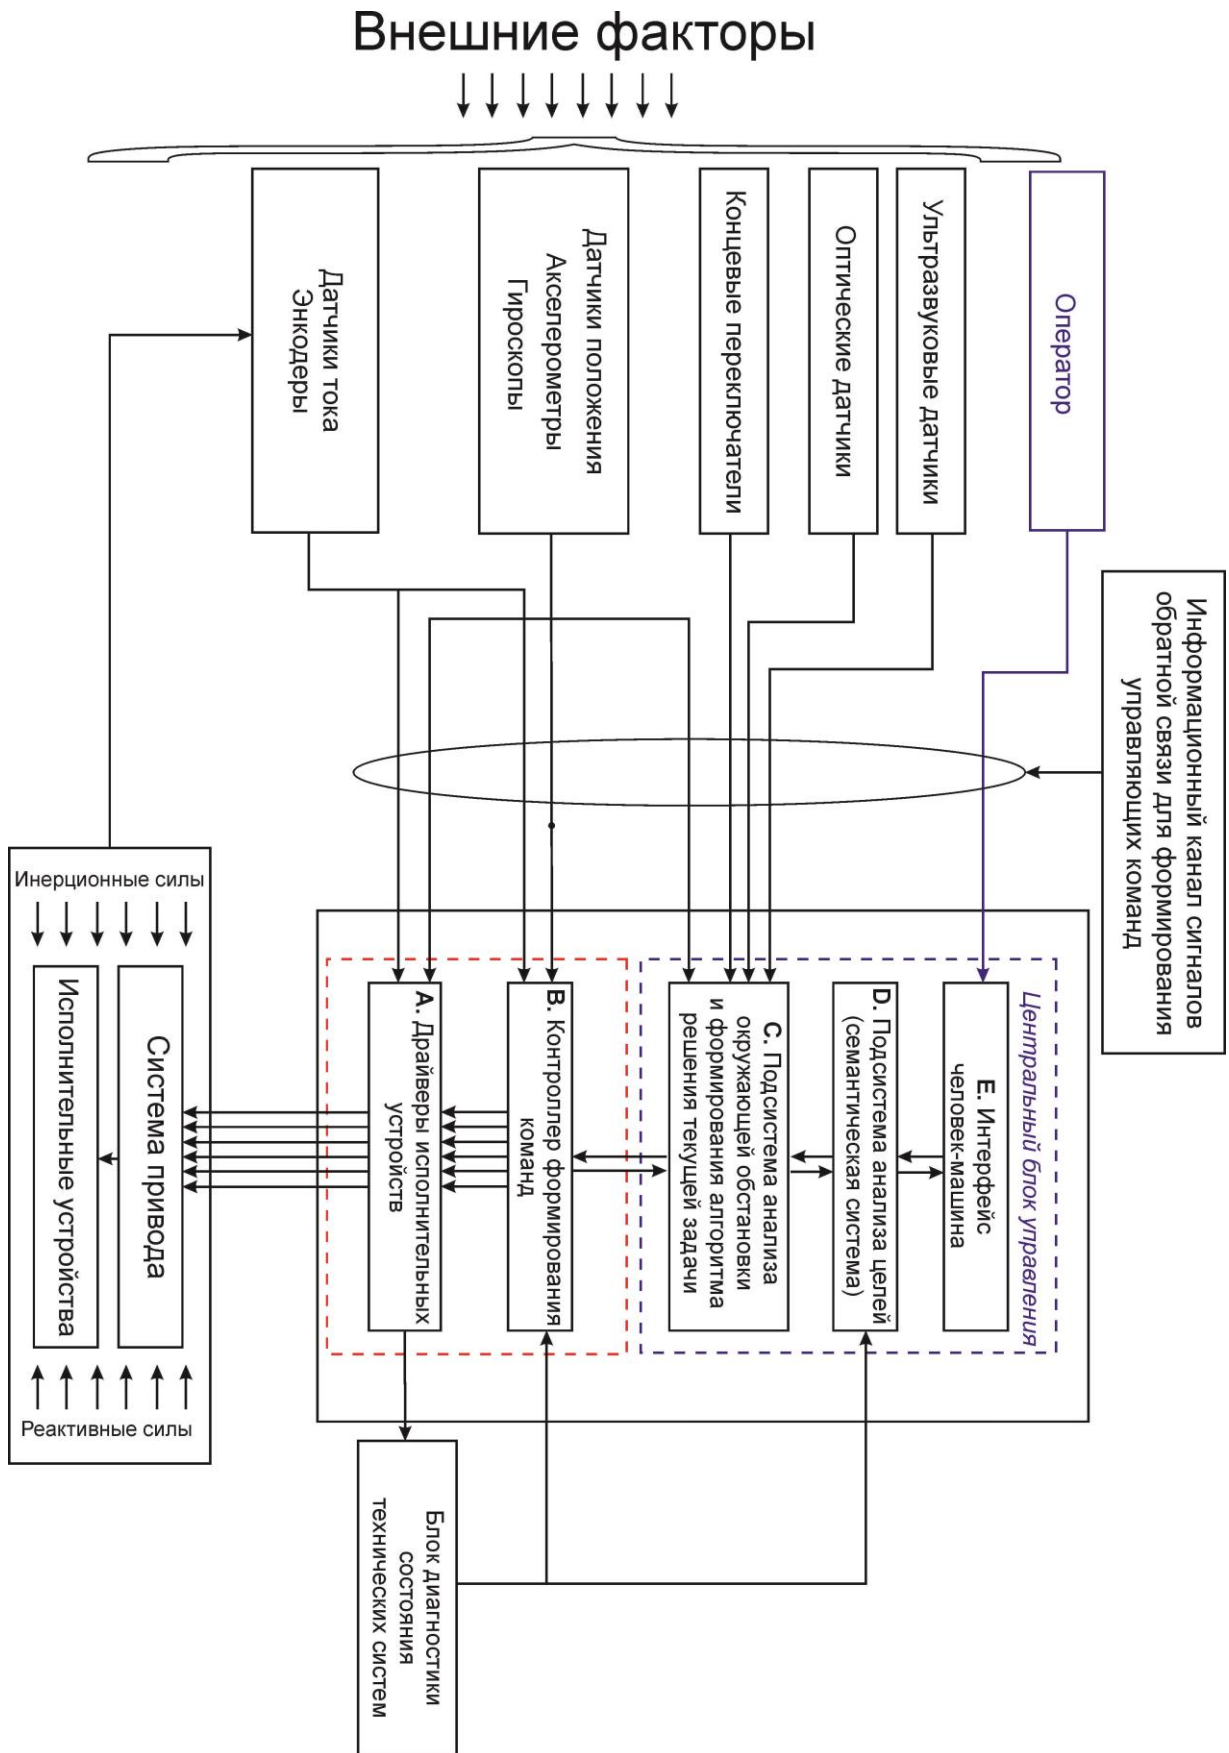 Внешние факторы
Датчики тока
Энкодеры
Датчики положения
Акселерометры
Гироскопы
Концевые переключатели
Оптические датчики
Ультразвуковые датчики
Оператор
Информационный канал сигналов
обратной связи для формирования
управляющих команд
Центральный блок управления
E. Интерфейс
человек-машина
D. Подсистема анализа целей
(семантическая система)
C. Подсистема анализа
окружающей обстановки
и формирования алгоритма
решения текущей задачи
B. Контроллер формирования
команд
A. Драйверы исполнительных
устройств
Инерционные силы
Система привода
Исполнительные устройства
Реактивные силы
Блок диагностики
состояния
технических систем